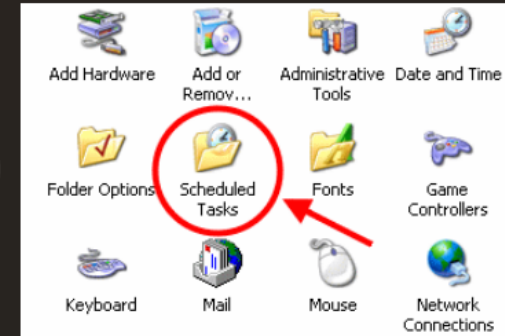 Add Hardware
Add or
Remov...
Administrative
Tools
Date and Time
Folder Options
Scheduled
Tasks
Fonts
Game
Controllers
Keyboard
Mail
Mouse
Network
Connections